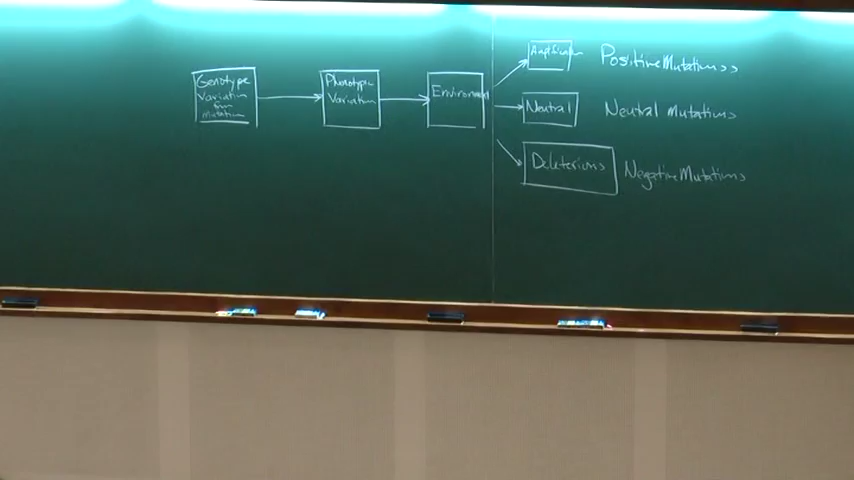 Genotype
Variation
from
mutation
Phenotypic
Variation
Environment
Positive Mutations
Neutral
Neutral Mutations
Deleterious
Negative Mutations